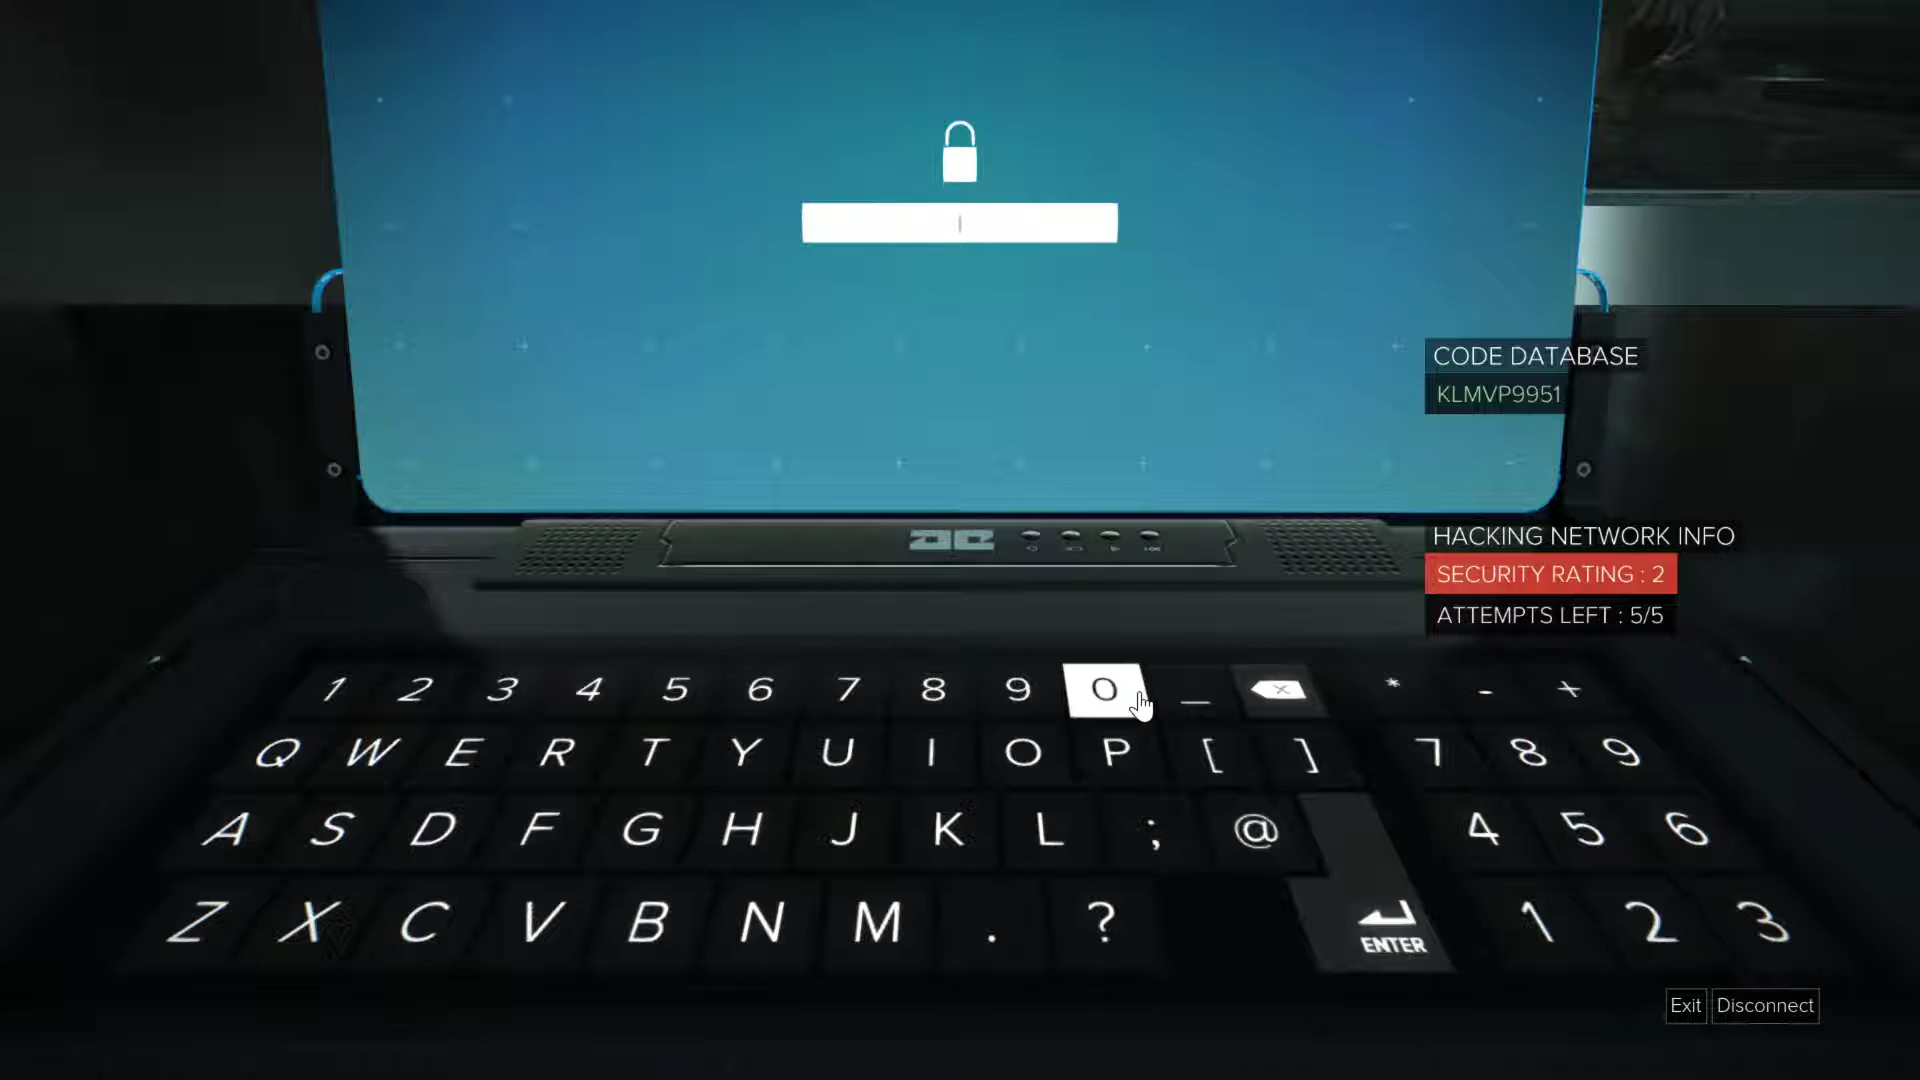 CODE DATABASE
KLMVP9951
HACKING NETWORK INFO
SECURITY RATING : 2
ATTEMPTS LEFT : 5/5
1 2 3 4 5 6 7 8 9 0 _ * - +
Q W E R T Y U I O P [ ] 7 8 9
A S D F G H J K L ; @ 4 5 6
Z X C V B N M . ? ENTER 1 2 3
Exit Disconnect